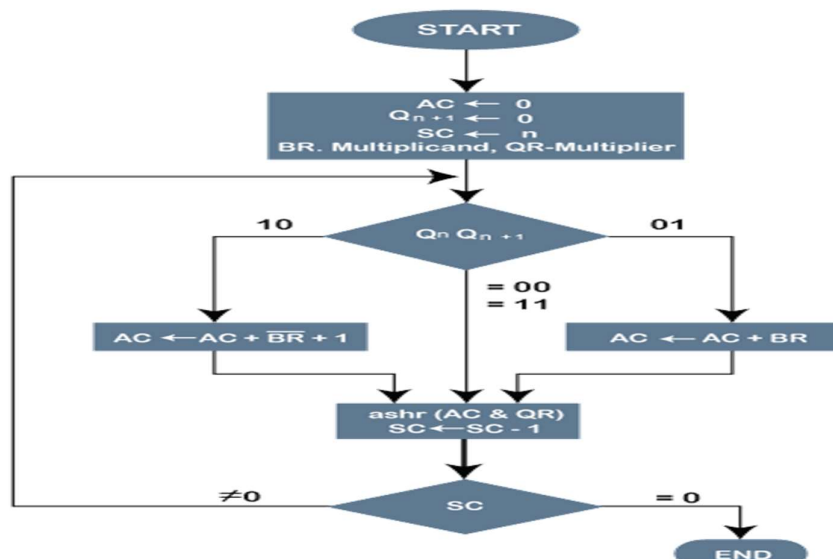 START
AC ← 0
Qn+1 ← 0
SC ← n
BR. Multiplicand, QR-Multiplier
10
Qn Qn+1
01
= 00
= 11
AC ← AC + B̅R̅ + 1
AC ← AC + BR
ashr (AC & QR)
SC ← SC - 1
≠0
SC
= 0
END